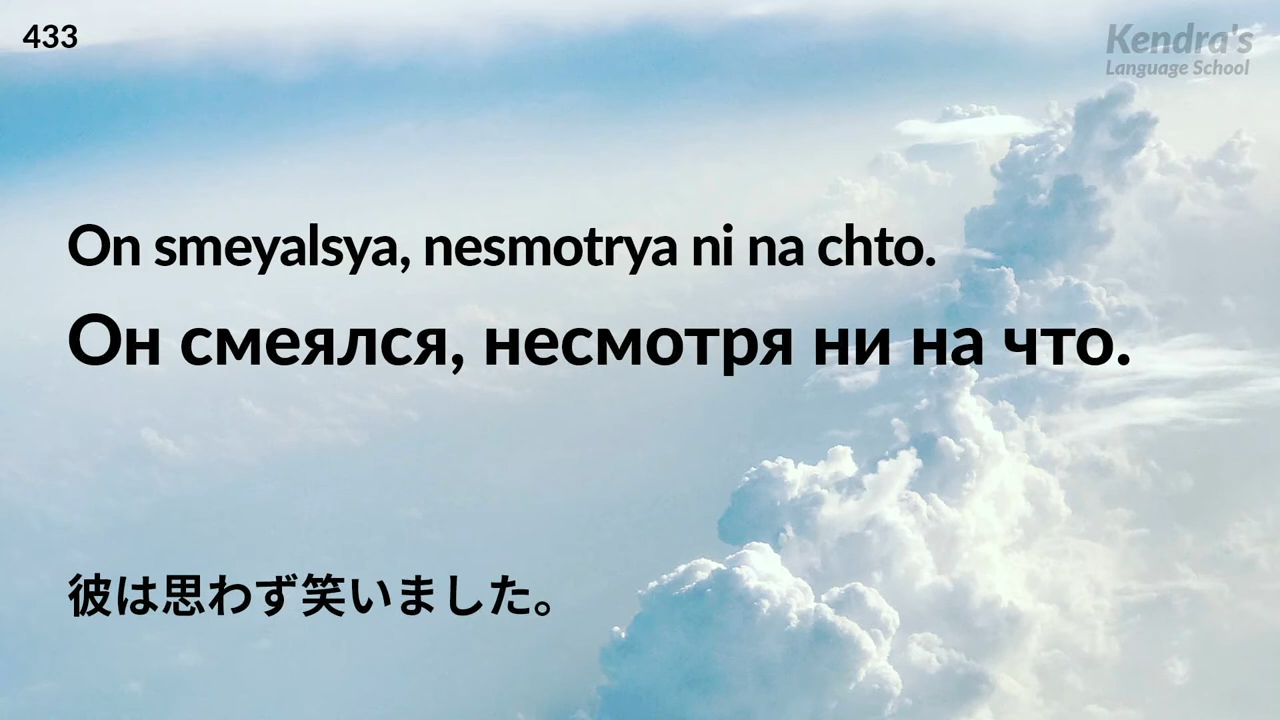 433
Kendra's
Language School
On smeyalsya, nesmotrya ni na chto.
Он смеялся, несмотря ни на что.
彼は思わず笑いました。